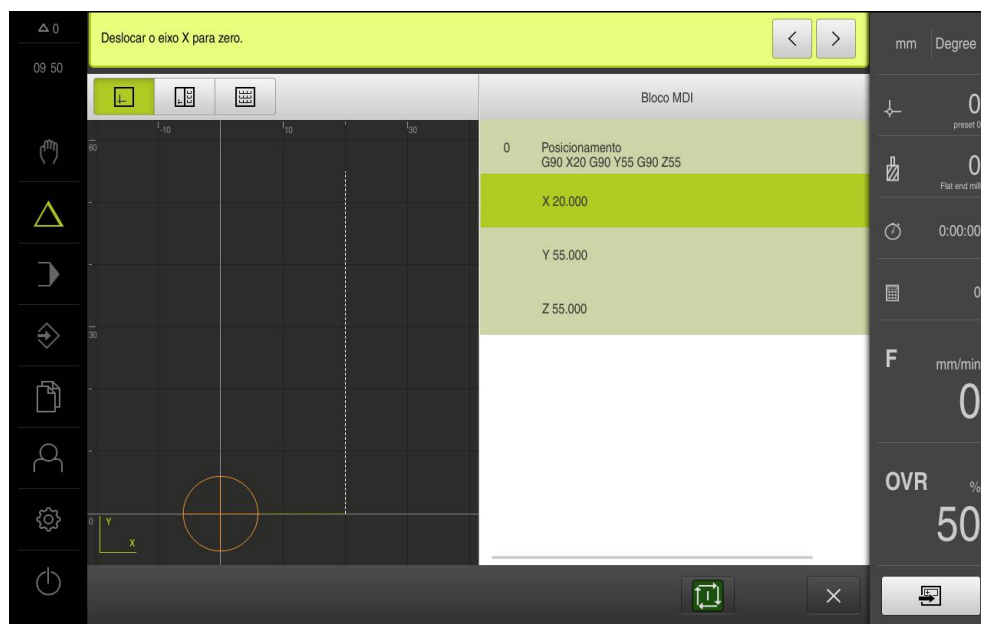 0
09 50
Deslocar o eixo X para zero.
mm Degree
Bloco MDI
-10 10 30
60
30
0
Y
X
0 Posicionamento
G90 X20 G90 Y55 G90 Z55
X 20.000
Y 55.000
Z 55.000
0
preset 0
0
Flat end mill
0:00:00
0
F mm/min
0
OVR %
50